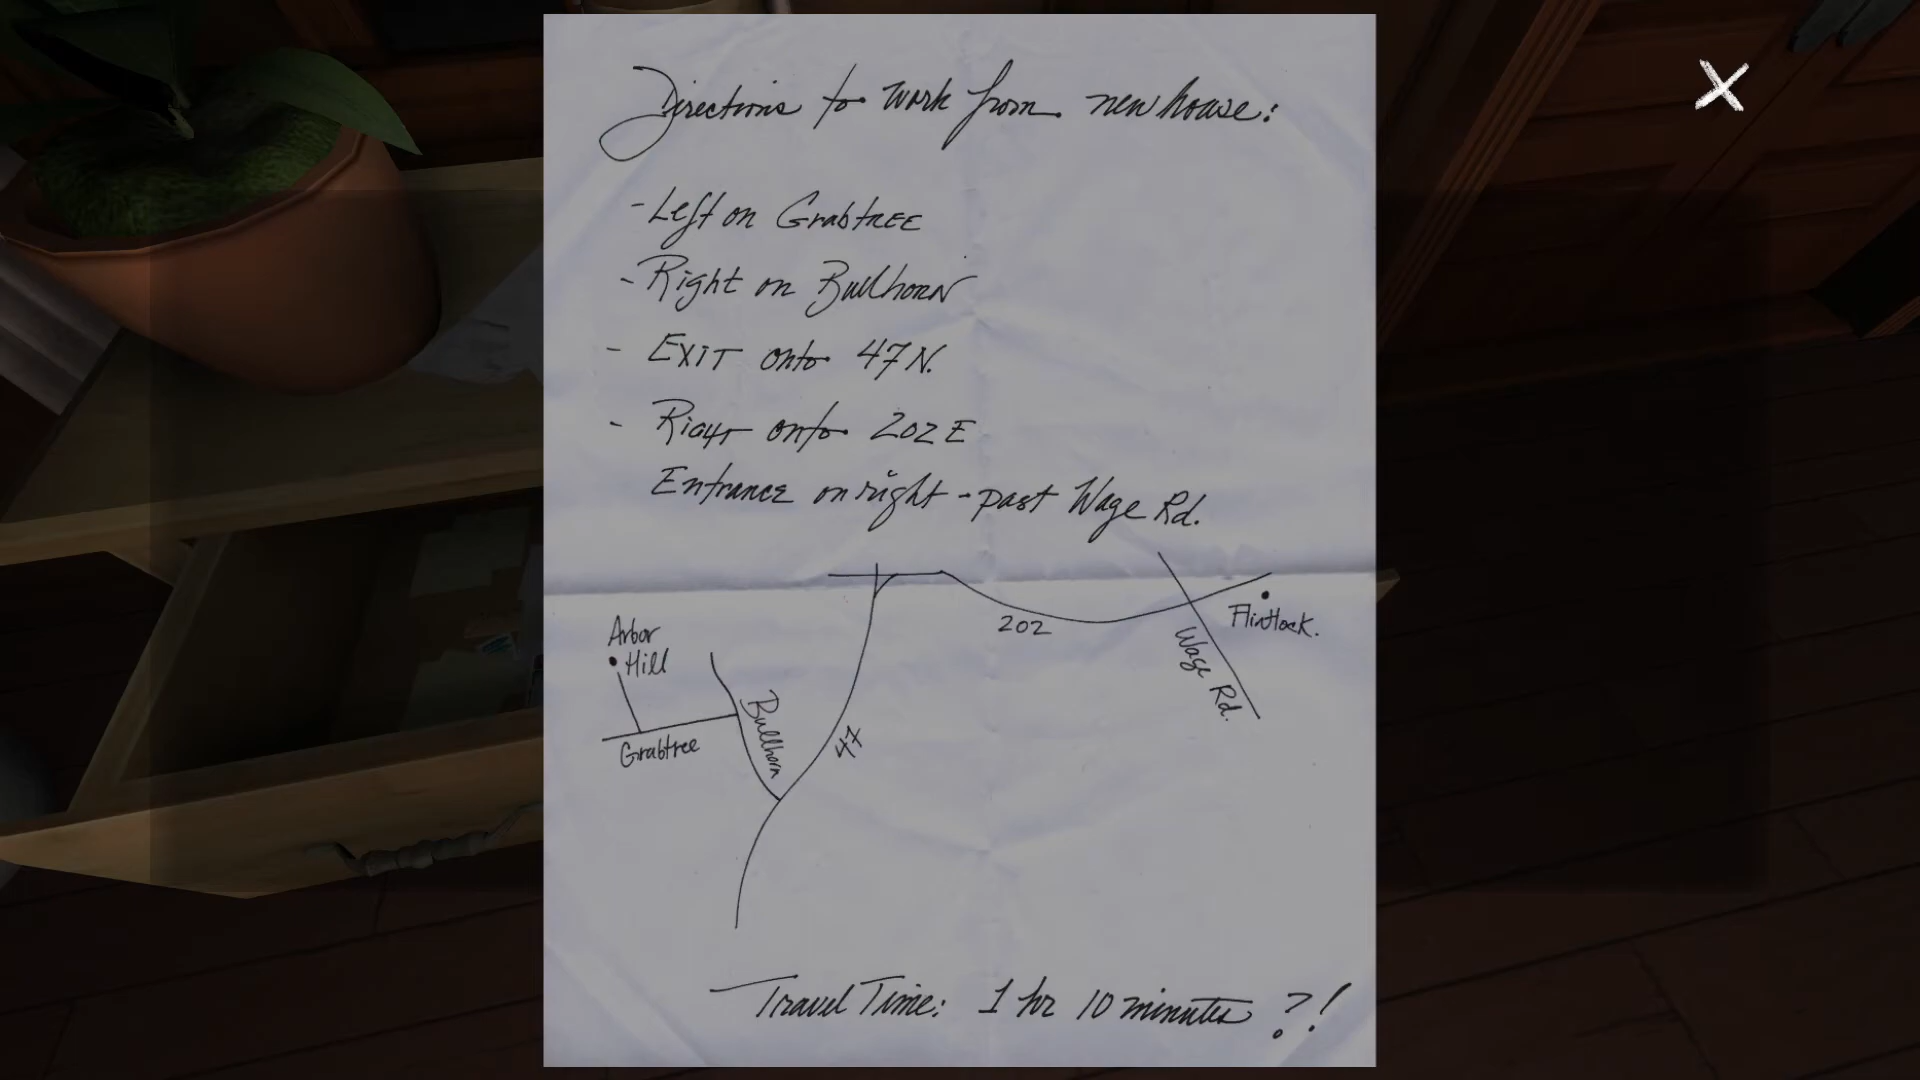 Directions to work from new house:
- Left on Grabtree
- Right on Bullhorn
- Exit onto 47 N.
- Right onto 202 E
Entrance on right - past Wage Rd.
Arbor
Hill
Grabtree
Bullhorn
47
202
Wage Rd.
Flintlock.
Travel Time: 1 hr 10 minutes ?!